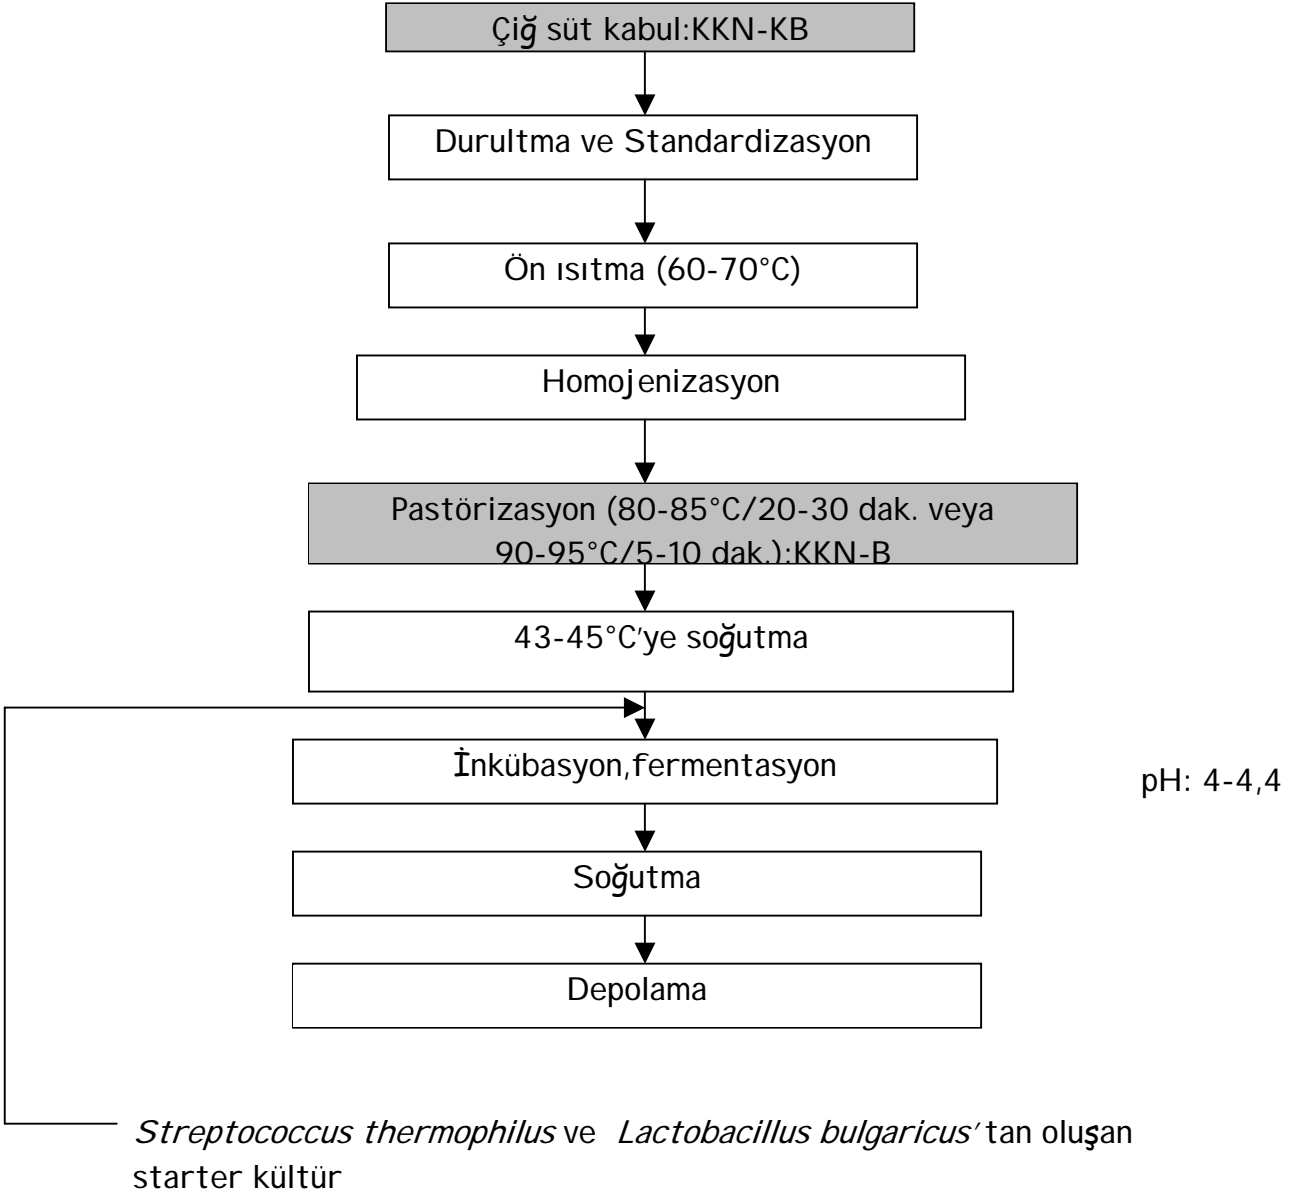 Çiğ süt kabul:KKN-KB
Durultma ve Standardizasyon
Ön ısıtma (60-70°C)
Homojenizasyon
Pastörizasyon (80-85°C/20-30 dak. veya
90-95°C/5-10 dak.):KKN-B
43-45°C'ye soğutma
İnkübasyon,fermentasyon
pH: 4-4,4
Soğutma
Depolama
Streptococcus thermophilus ve Lactobacillus bulgaricus' tan oluşan
starter kültür